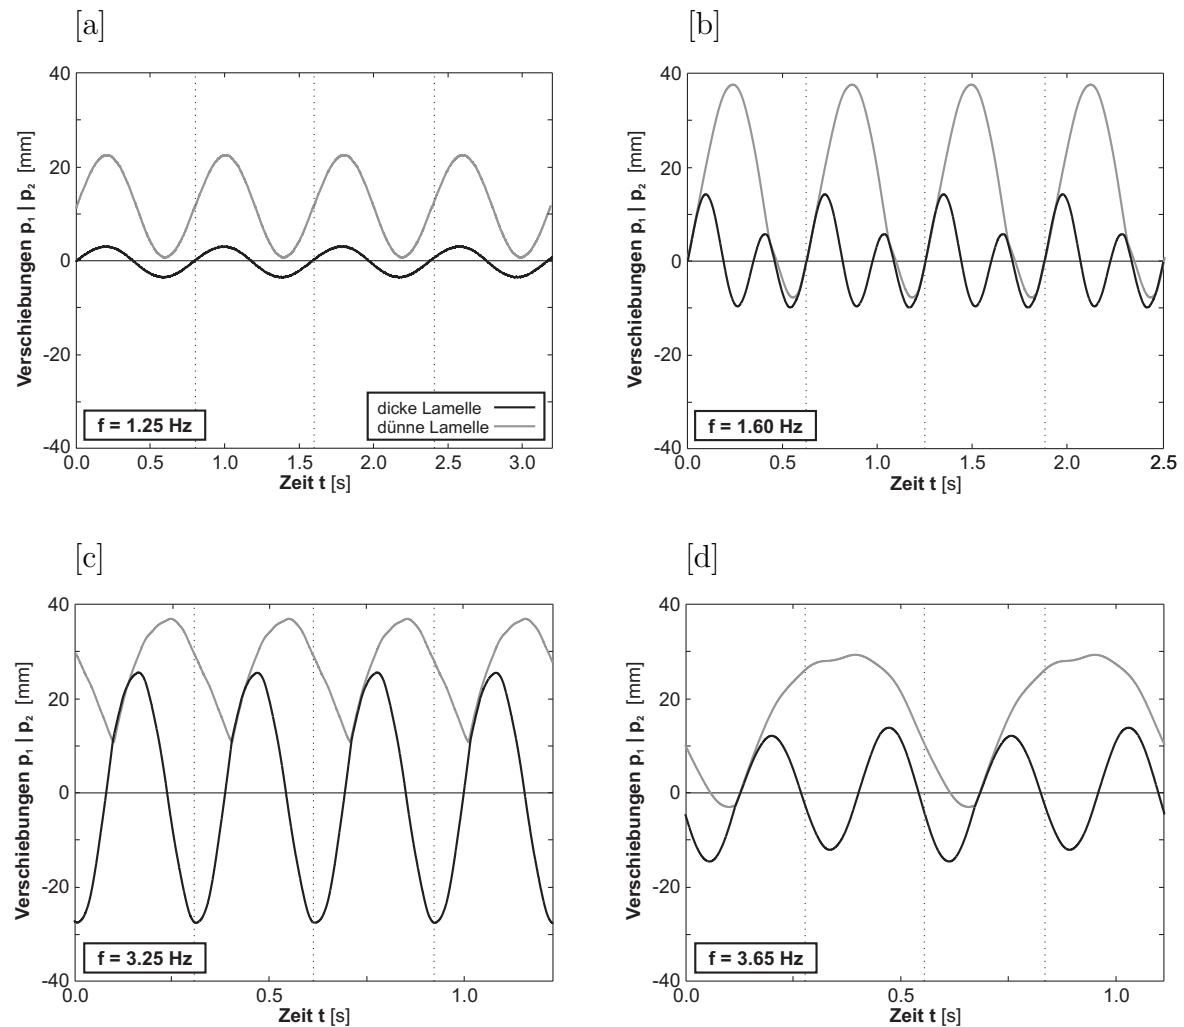 [a]
Verschiebungen p₁ | p₂ [mm]
40
20
0
-20
-40
f = 1.25 Hz
dicke Lamelle
dünne Lamelle
0.0 0.5 1.0 1.5 2.0 2.5 3.0
Zeit t [s]
[b]
Verschiebungen p₁ | p₂ [mm]
40
20
0
-20
-40
f = 1.60 Hz
0.0 0.5 1.0 1.5 2.0 2.5
Zeit t [s]
[c]
Verschiebungen p₁ | p₂ [mm]
40
20
0
-20
-40
f = 3.25 Hz
0.0 0.5 1.0
Zeit t [s]
[d]
Verschiebungen p₁ | p₂ [mm]
40
20
0
-20
-40
f = 3.65 Hz
0.0 0.5 1.0
Zeit t [s]